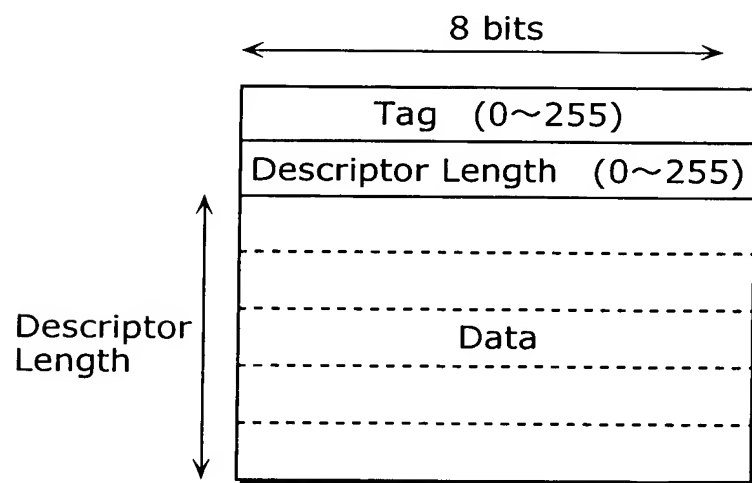 8 bits
Tag (0～255)
Descriptor Length (0～255)
Descriptor
Length
Data